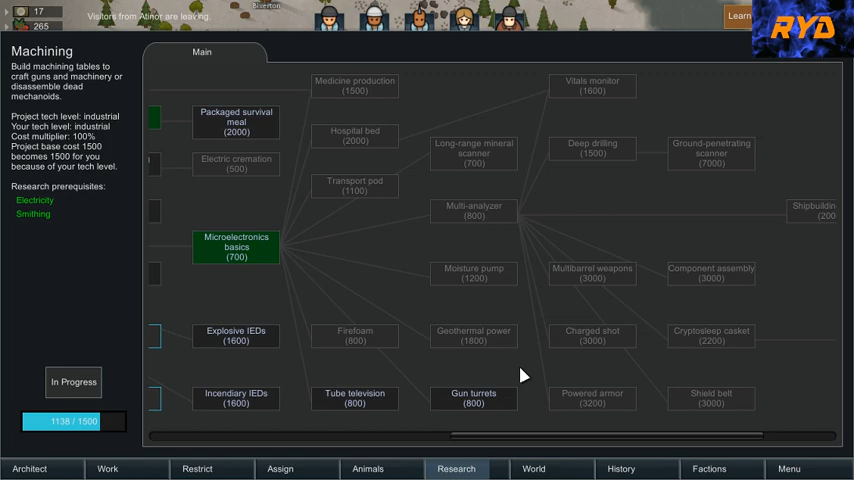 17
265
Visitors from Atinor are leaving.
Biverton
Learn
RYD
Machining
Build machining tables to
craft guns and machinery or
disassemble dead
mechanoids.
Project tech level: industrial
Your tech level: industrial
Cost multiplier: 100%
Project base cost 1500
becomes 1500 for you
because of your tech level.
Research prerequisites:
Electricity
Smithing
In Progress
1138 / 1500
Main
Medicine production
(1500)
Vitals monitor
(1600)
Packaged survival
meal
(2000)
Hospital bed
(2000)
Electric cremation
(500)
Long-range mineral
scanner
(700)
Deep drilling
(1500)
Ground-penetrating
scanner
(7000)
Transport pod
(1100)
Multi-analyzer
(800)
Shipbuildin
(200
Microelectronics
basics
(700)
Moisture pump
(1200)
Multibarrel weapons
(3000)
Component assembly
(3000)
Explosive IEDs
(1600)
Firefoam
(800)
Geothermal power
(1800)
Charged shot
(3000)
Cryptosleep casket
(2200)
Incendiary IEDs
(1600)
Tube television
(800)
Gun turrets
(800)
Powered armor
(3200)
Shield belt
(3000)
Architect
Work
Restrict
Assign
Animals
Research
World
History
Factions
Menu